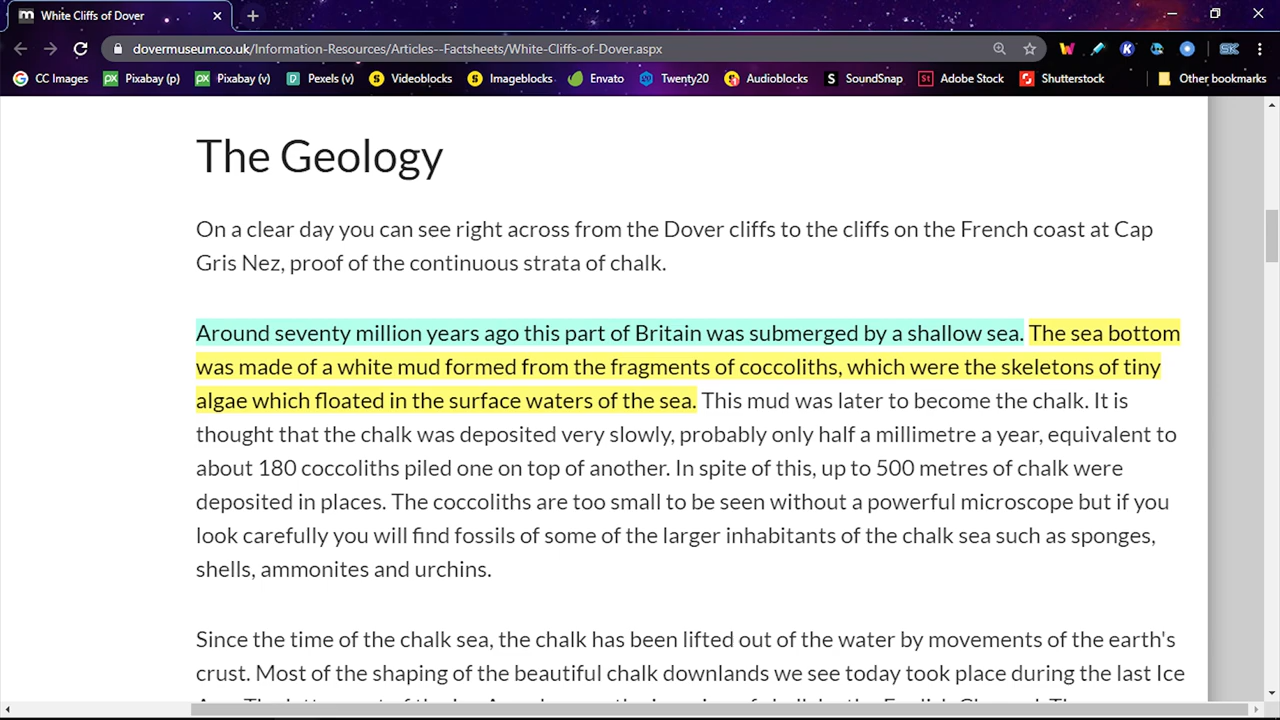 White Cliffs of Dover
dovermuseum.co.uk/Information-Resources/Articles--Factsheets/White-Cliffs-of-Dover.aspx
CC Images Pixabay (p) Pixabay (v) Pexels (v) Videoblocks Imageblocks Envato Twenty20 Audioblocks SoundSnap Adobe Stock Shutterstock Other bookmarks
The Geology
On a clear day you can see right across from the Dover cliffs to the cliffs on the French coast at Cap
Gris Nez, proof of the continuous strata of chalk.
Around seventy million years ago this part of Britain was submerged by a shallow sea. The sea bottom
was made of a white mud formed from the fragments of coccoliths, which were the skeletons of tiny
algae which floated in the surface waters of the sea. This mud was later to become the chalk. It is
thought that the chalk was deposited very slowly, probably only half a millimetre a year, equivalent to
about 180 coccoliths piled one on top of another. In spite of this, up to 500 metres of chalk were
deposited in places. The coccoliths are too small to be seen without a powerful microscope but if you
look carefully you will find fossils of some of the larger inhabitants of the chalk sea such as sponges,
shells, ammonites and urchins.
Since the time of the chalk sea, the chalk has been lifted out of the water by movements of the earth's
crust. Most of the shaping of the beautiful chalk downlands we see today took place during the last Ice